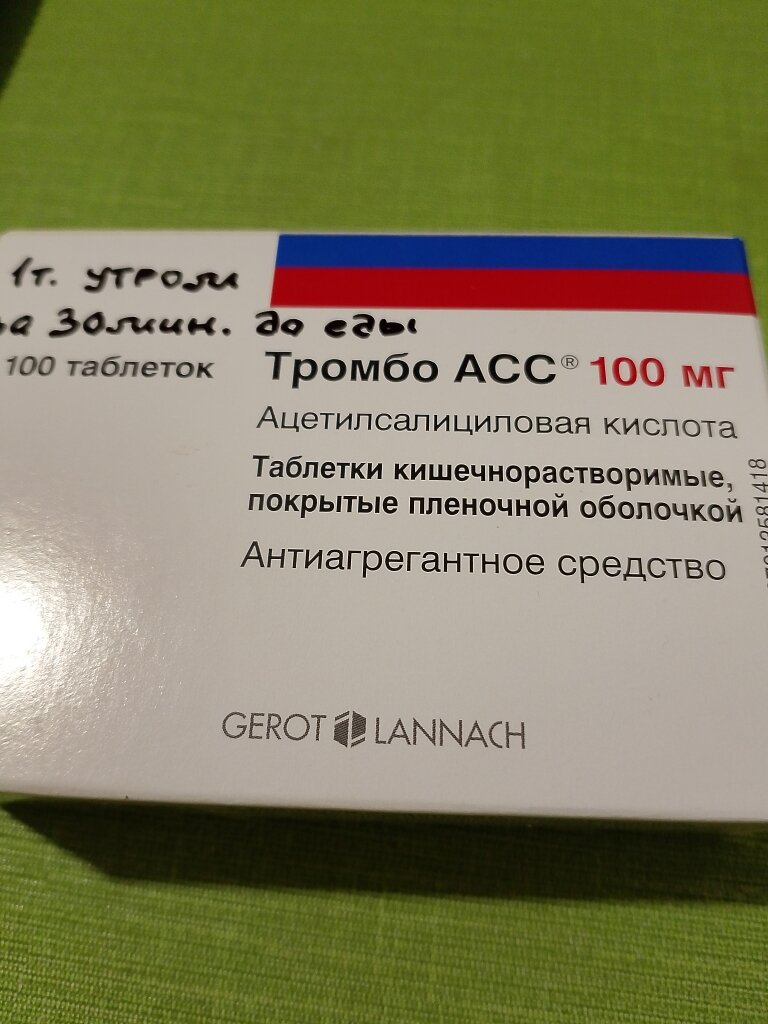 1т. утром
за 30мин. до еды
100 таблеток
Тромбо АСС® 100 мг
Ацетилсалициловая кислота
Таблетки кишечнорастворимые,
покрытые пленочной оболочкой
Антиагрегантное средство
GEROT LANNACH